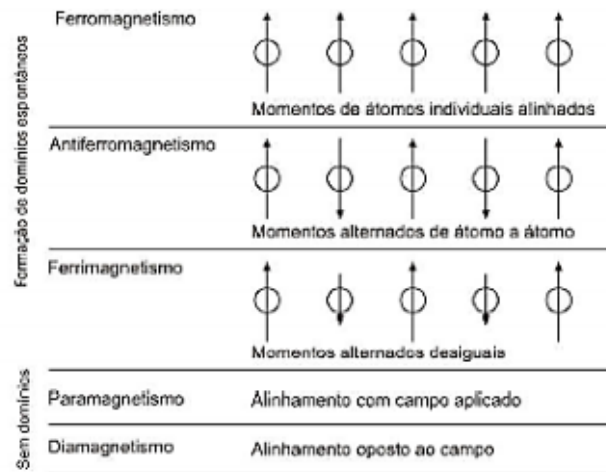 Formação de domínios espontâneos
Ferromagnetismo
Momentos de átomos individuais alinhados
Antiferromagnetismo
Momentos alternados de átomo a átomo
Ferrimagnetismo
Momentos alternados desiguais
Sem domínios
Paramagnetismo
Alinhamento com campo aplicado
Diamagnetismo
Alinhamento oposto ao campo